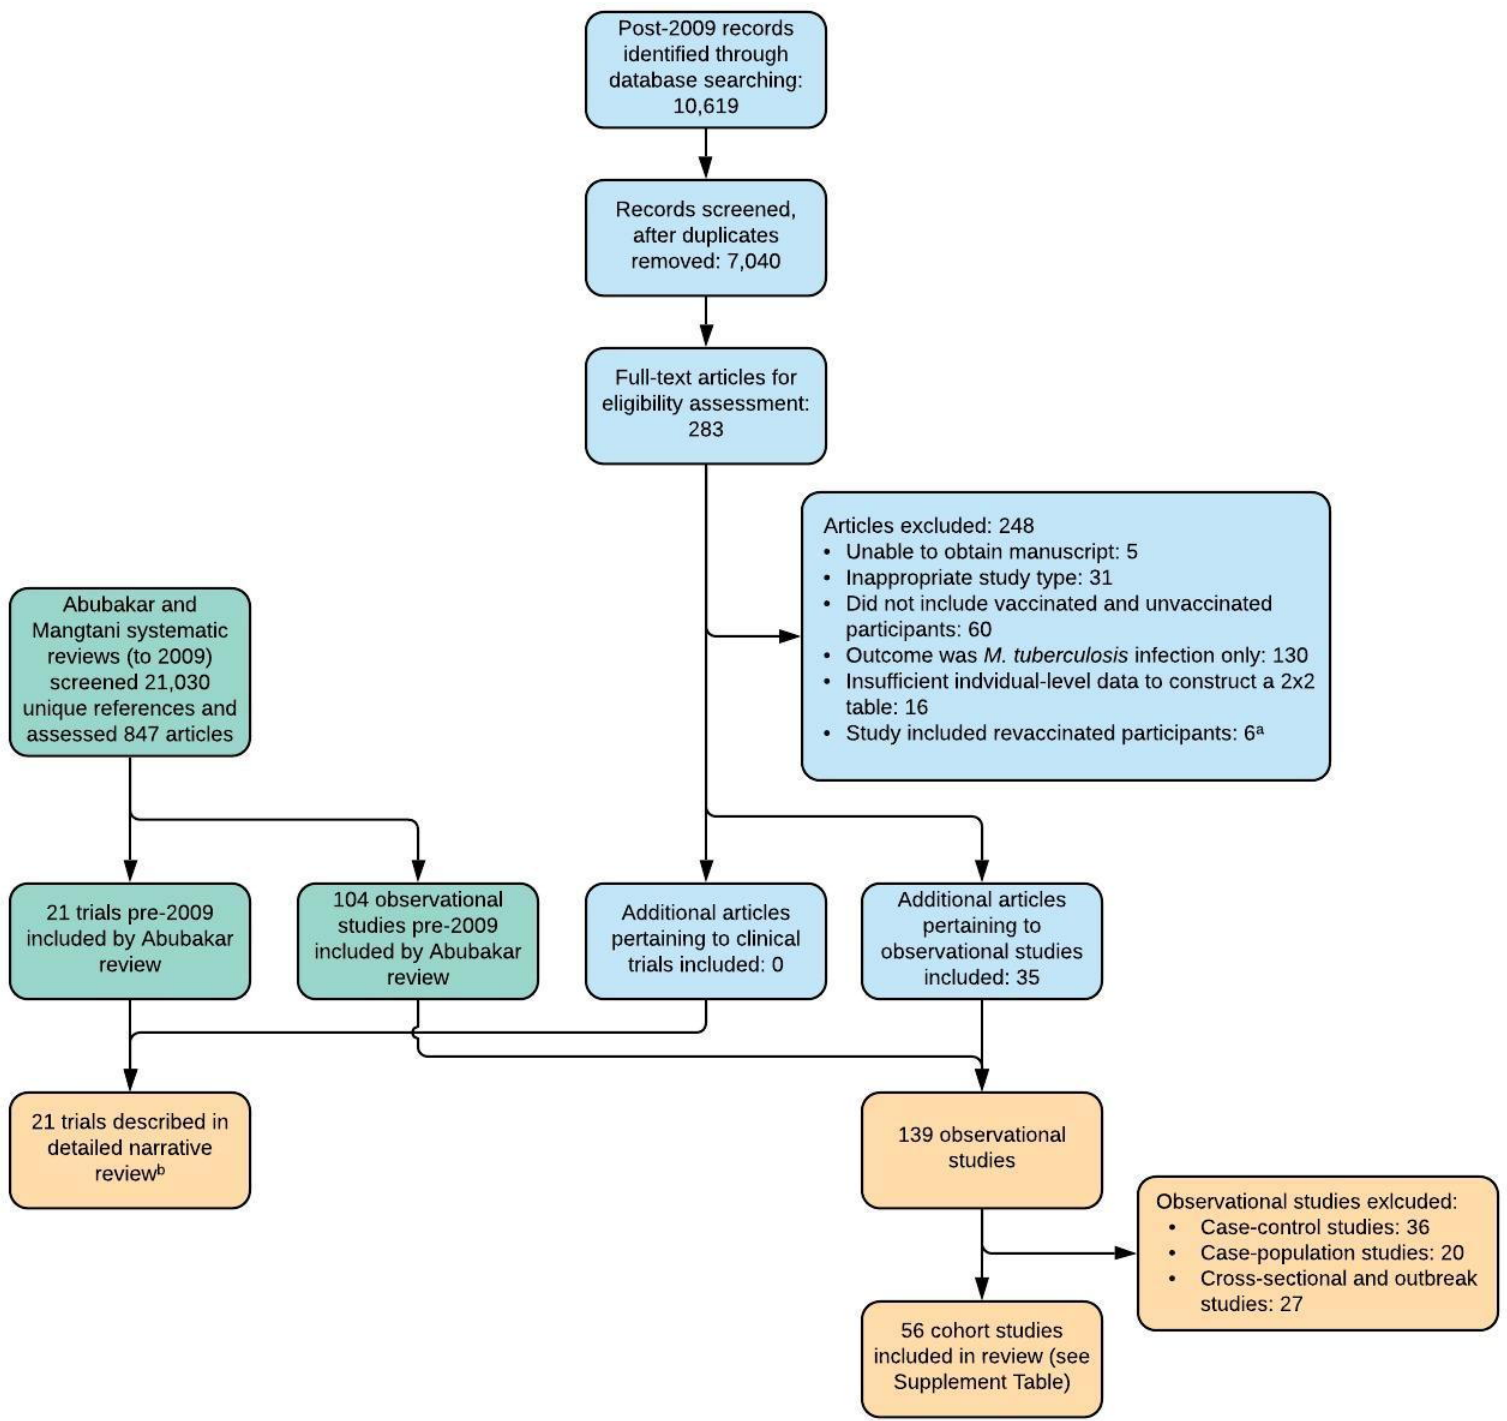 Post-2009 records
identified through
database searching:
10,619
Records screened,
after duplicates
removed: 7,040
Full-text articles for
eligibility assessment:
283
Articles excluded: 248
• Unable to obtain manuscript: 5
• Inappropriate study type: 31
• Did not include vaccinated and unvaccinated
participants: 60
• Outcome was M. tuberculosis infection only: 130
• Insufficient indvidual-level data to construct a 2x2
table: 16
• Study included revaccinated participants: 6ᵃ
Abubakar and
Mangtani systematic
reviews (to 2009)
screened 21,030
unique references and
assessed 847 articles
21 trials pre-2009
included by Abubakar
review
104 observational
studies pre-2009
included by Abubakar
review
Additional articles
pertaining to clinical
trials included: 0
Additional articles
pertaining to
observational studies
included: 35
21 trials described in
detailed narrative
reviewᵇ
139 observational
studies
Observational studies exlcuded:
• Case-control studies: 36
• Case-population studies: 20
• Cross-sectional and outbreak
studies: 27
56 cohort studies
included in review (see
Supplement Table)